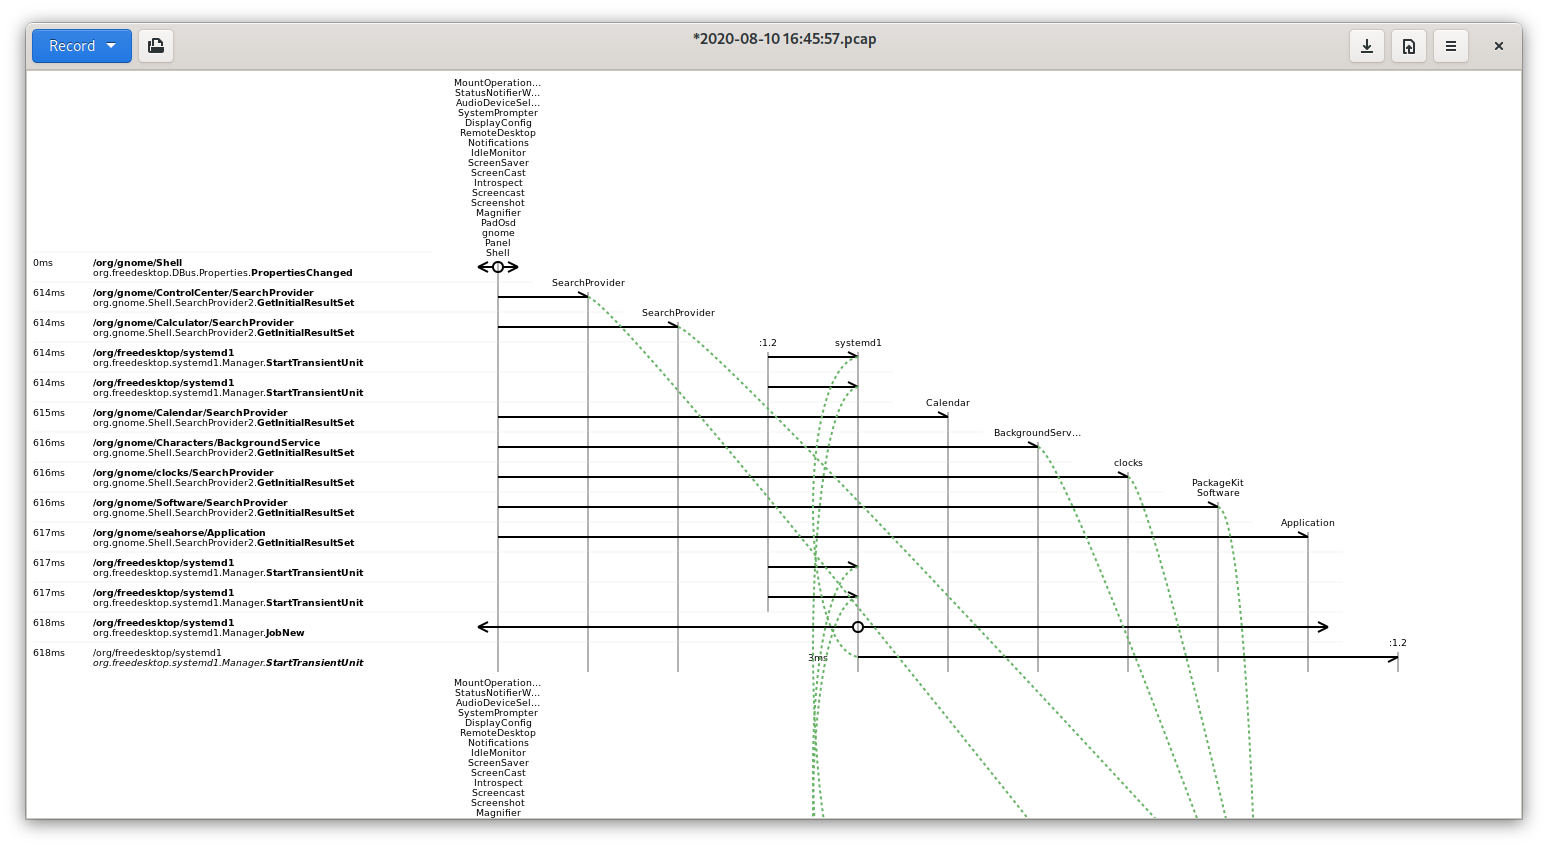 Record
*2020-08-10 16:45:57.pcap
MountOperation...
StatusNotifierW...
AudioDeviceSel...
SystemPrompter
DisplayConfig
RemoteDesktop
Notifications
IdleMonitor
ScreenSaver
ScreenCast
Introspect
Screencast
Screenshot
Magnifier
PadOsd
gnome
Panel
Shell
0ms /org/gnome/Shell
org.freedesktop.DBus.Properties.PropertiesChanged
SearchProvider
614ms /org/gnome/ControlCenter/SearchProvider
org.gnome.Shell.SearchProvider2.GetInitialResultSet
SearchProvider
614ms /org/gnome/Calculator/SearchProvider
org.gnome.Shell.SearchProvider2.GetInitialResultSet
:1.2 systemd1
614ms /org/freedesktop/systemd1
org.freedesktop.systemd1.Manager.StartTransientUnit
614ms /org/freedesktop/systemd1
org.freedesktop.systemd1.Manager.StartTransientUnit
Calendar
615ms /org/gnome/Calendar/SearchProvider
org.gnome.Shell.SearchProvider2.GetInitialResultSet
BackgroundServ...
616ms /org/gnome/Characters/BackgroundService
org.gnome.Shell.SearchProvider2.GetInitialResultSet
clocks
616ms /org/gnome/clocks/SearchProvider
org.gnome.Shell.SearchProvider2.GetInitialResultSet
PackageKit
Software
616ms /org/gnome/Software/SearchProvider
org.gnome.Shell.SearchProvider2.GetInitialResultSet
Application
617ms /org/gnome/seahorse/Application
org.gnome.Shell.SearchProvider2.GetInitialResultSet
617ms /org/freedesktop/systemd1
org.freedesktop.systemd1.Manager.StartTransientUnit
617ms /org/freedesktop/systemd1
org.freedesktop.systemd1.Manager.StartTransientUnit
618ms /org/freedesktop/systemd1
org.freedesktop.systemd1.Manager.JobNew
:1.2
618ms /org/freedesktop/systemd1
org.freedesktop.systemd1.Manager.StartTransientUnit
3ms
MountOperation...
StatusNotifierW...
AudioDeviceSel...
SystemPrompter
DisplayConfig
RemoteDesktop
Notifications
IdleMonitor
ScreenSaver
ScreenCast
Introspect
Screencast
Screenshot
Magnifier